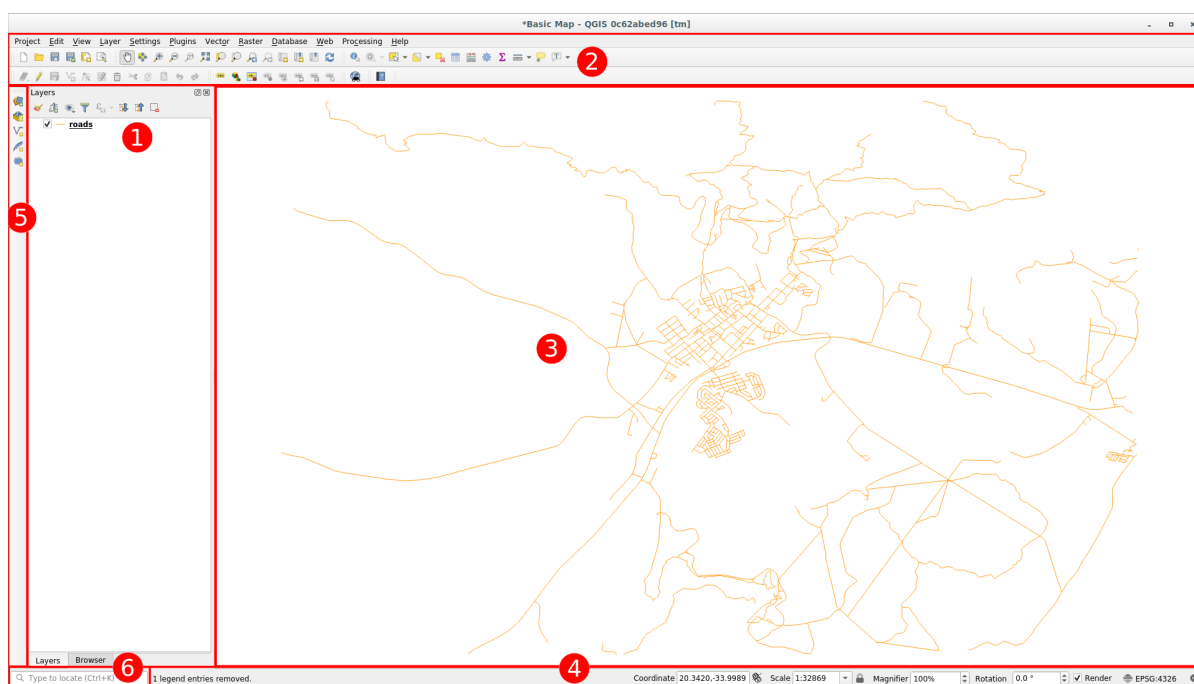 *Basic Map - QGIS 0c62abed96 [tm]
Project Edit View Layer Settings Plugins Vector Raster Database Web Processing Help
2
Layers
1
roads
5
3
Layers Browser
6
4
Type to locate (Ctrl+K) 1 legend entries removed. Coordinate 20.3420,-33.9989 Scale 1:32869 Magnifier 100% Rotation 0.0 ° Render EPSG:4326